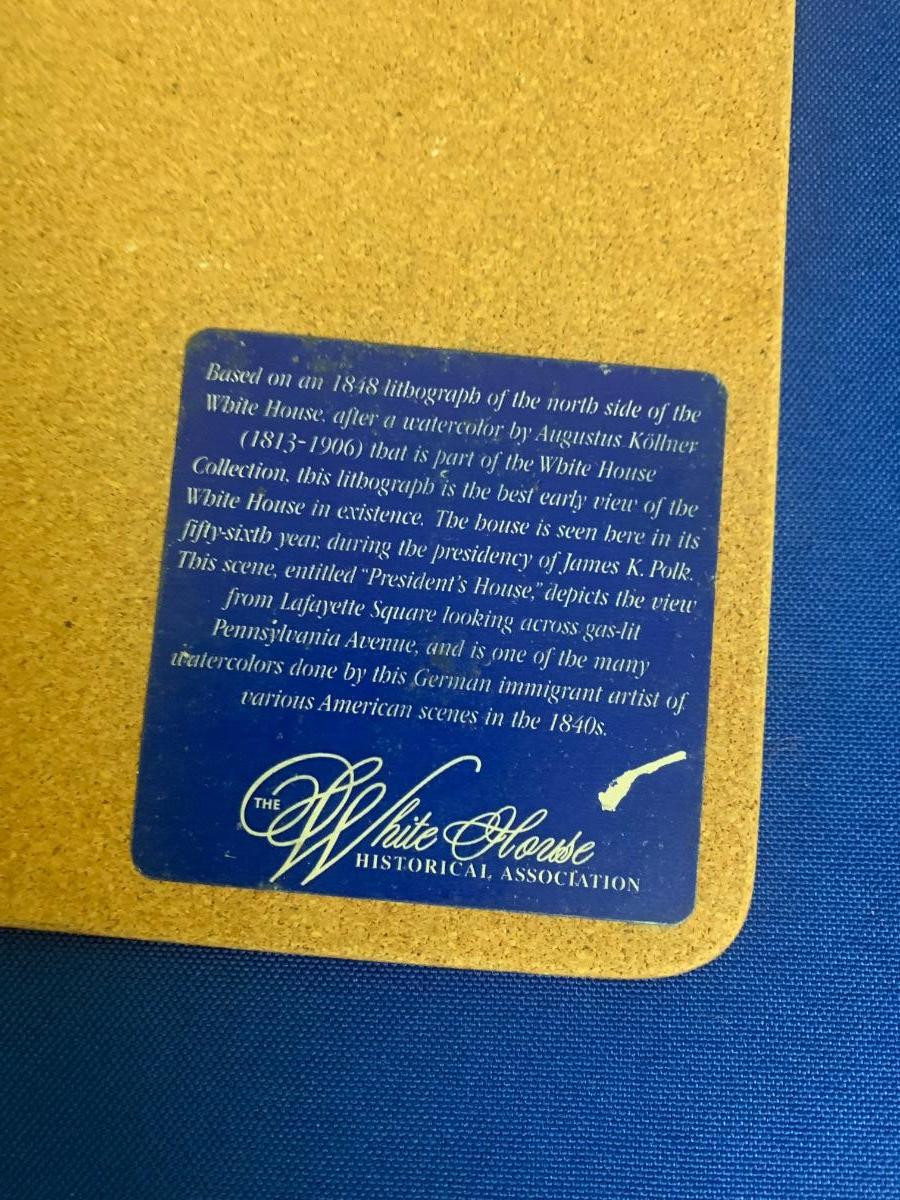 Based on an 1848 lithograph of the north side of the
White House, after a watercolor by Augustus Köllner
(1813-1906) that is part of the White House
Collection, this lithograph is the best early view of the
White House in existence. The house is seen here in its
fifty-sixth year, during the presidency of James K. Polk.
This scene, entitled "President's House," depicts the view
from Lafayette Square looking across gas-lit
Pennsylvania Avenue, and is one of the many
watercolors done by this German immigrant artist of
various American scenes in the 1840s.
THE White House
HISTORICAL ASSOCIATION